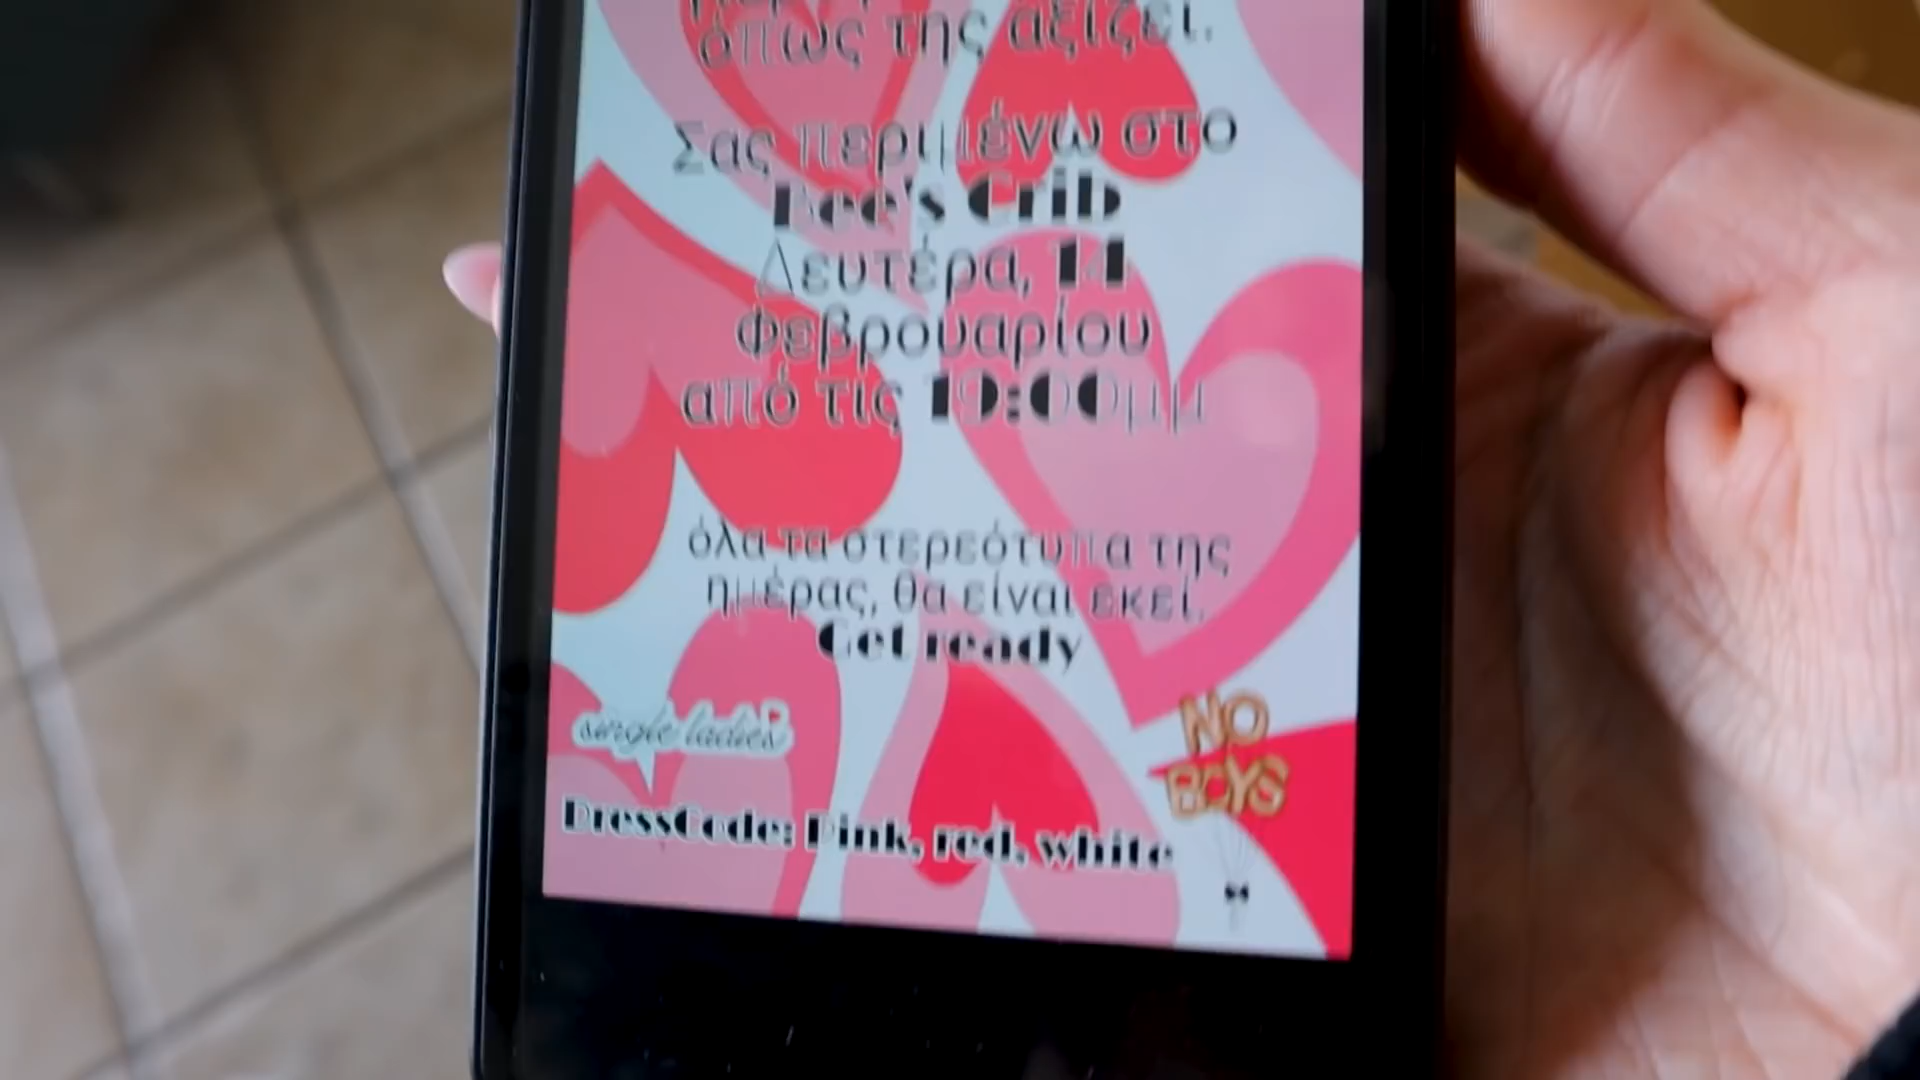 όπως της αξίζει.
Σας περιμένω στο
Bee's Crib
Δευτέρα, 14
Φεβρουαρίου
από τις 19:00μμ
όλα τα στερεότυπα της
ημέρας, θα είναι εκεί.
Get ready
single ladies
NO
BOYS
DressCode: Pink, red, white